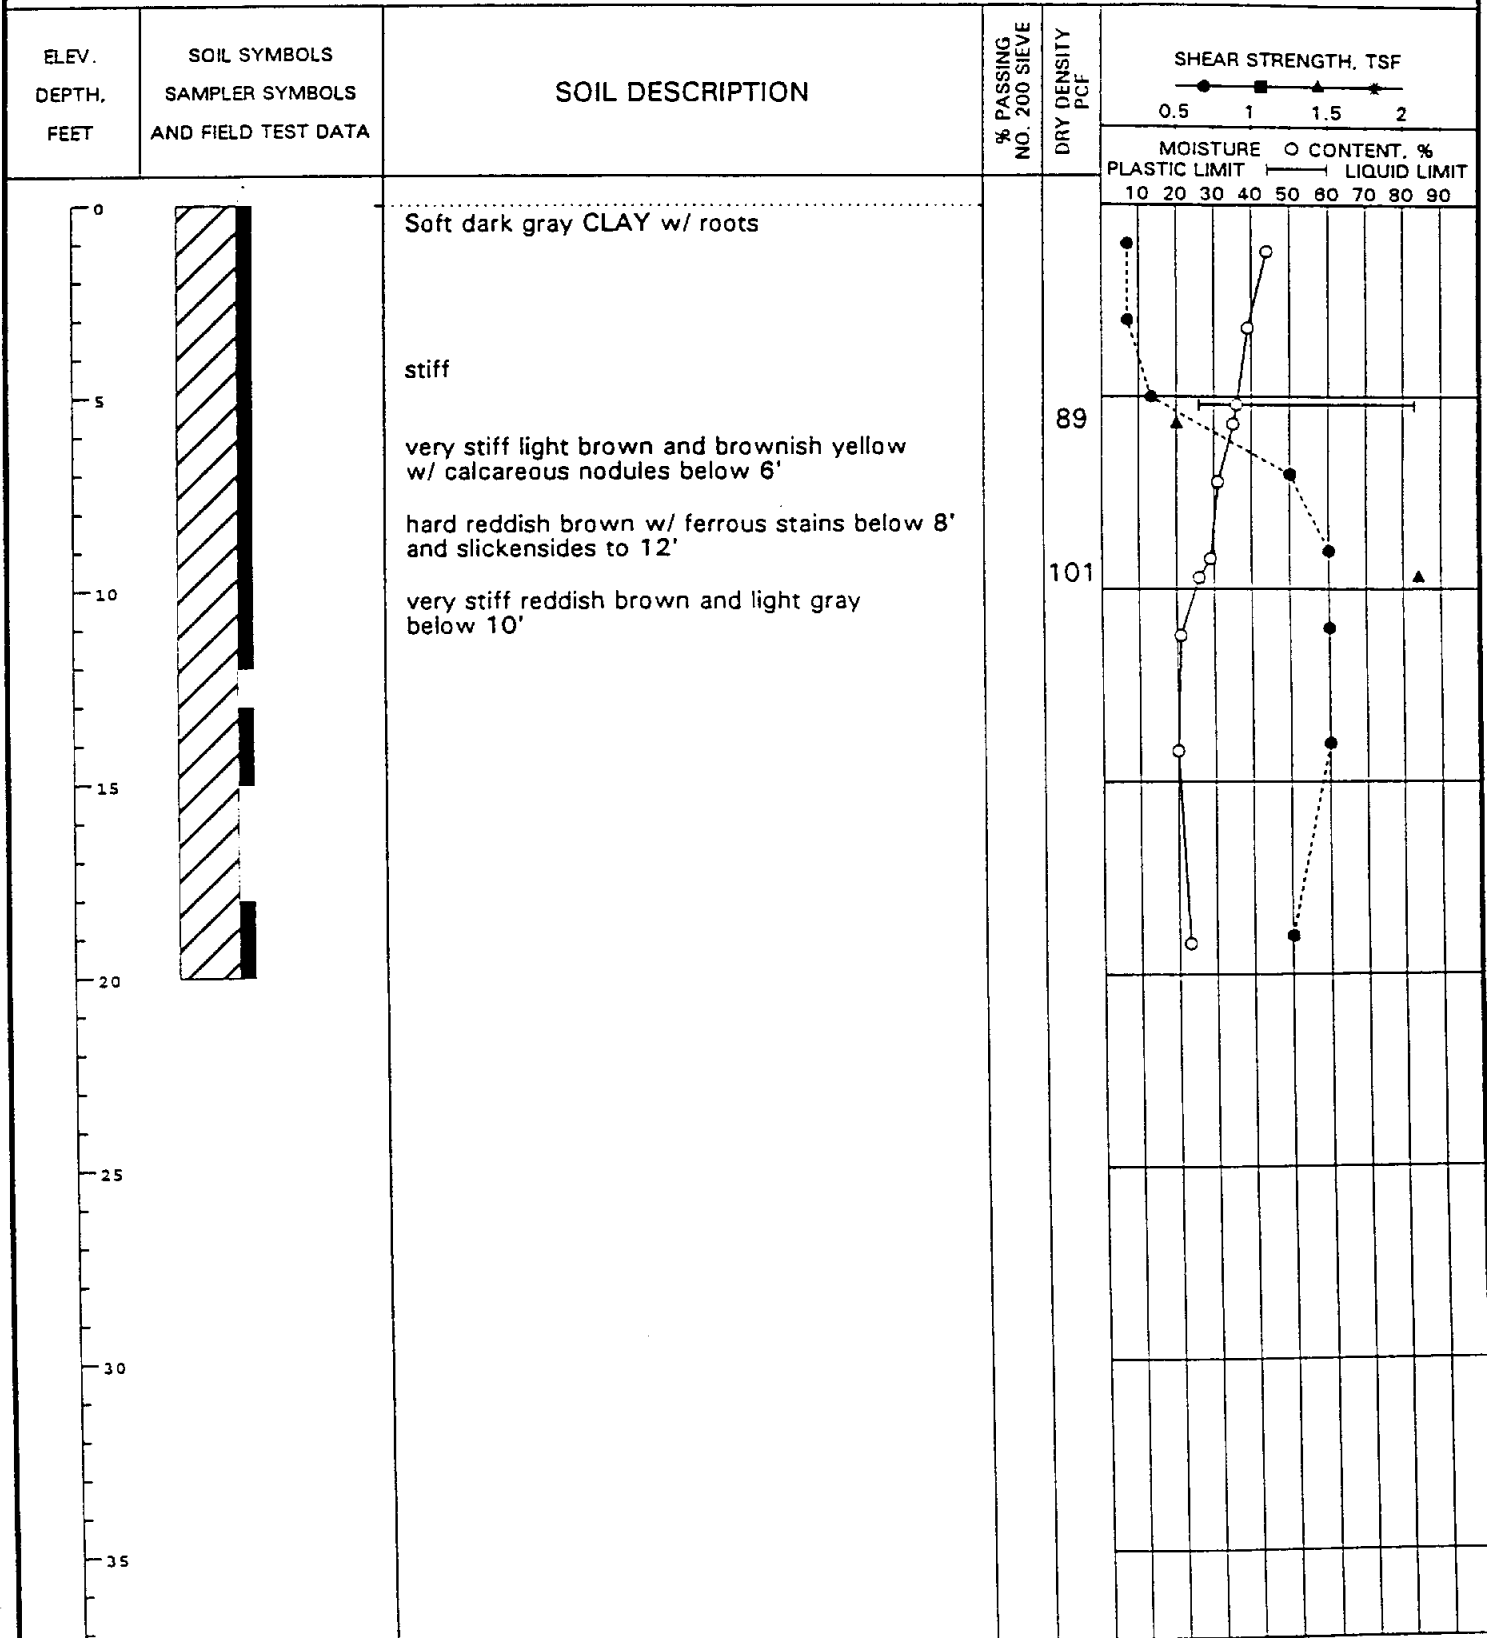 ELEV.
DEPTH,
FEET
SOIL SYMBOLS
SAMPLER SYMBOLS
AND FIELD TEST DATA
SOIL DESCRIPTION
% PASSING
NO. 200 SIEVE
DRY DENSITY
PCF
SHEAR STRENGTH, TSF
0.5 1 1.5 2
MOISTURE O CONTENT, %
PLASTIC LIMIT LIQUID LIMIT
10 20 30 40 50 60 70 80 90
0
Soft dark gray CLAY w/ roots
stiff
5
89
very stiff light brown and brownish yellow
w/ calcareous nodules below 6'
hard reddish brown w/ ferrous stains below 8'
and slickensides to 12'
101
10
very stiff reddish brown and light gray
below 10'
15
20
25
30
35